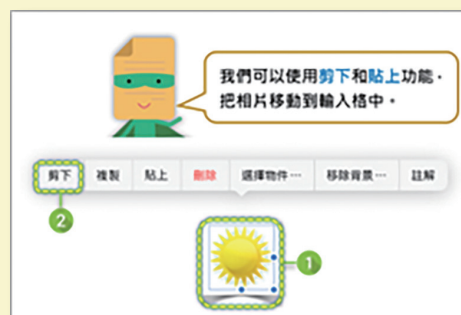 我們可以使用剪下和貼上功能，
把相片移動到輸入格中。
剪下 複製 貼上 刪除 選擇物件… 移除背景… 註解
2
1